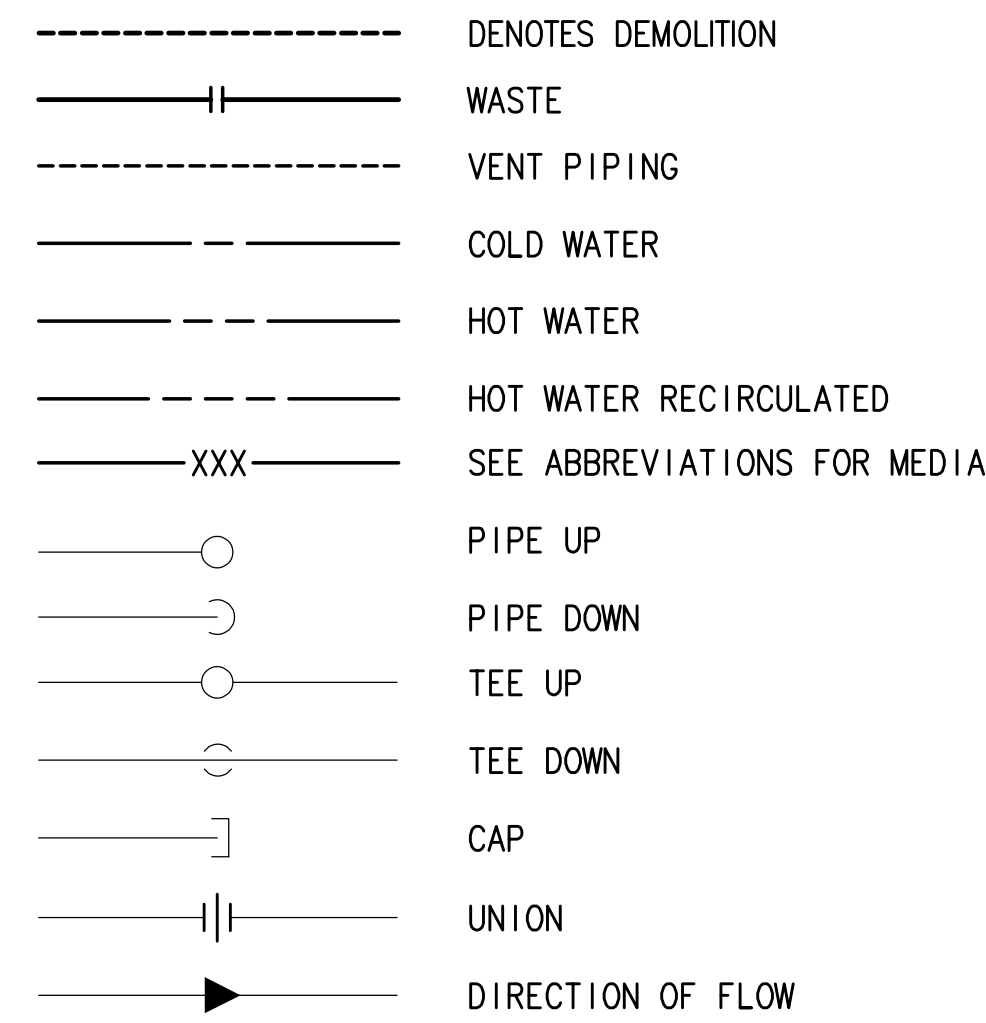 DENOTES DEMOLITION
WASTE
VENT PIPING
COLD WATER
HOT WATER
HOT WATER RECIRCULATED
XXX SEE ABBREVIATIONS FOR MEDIA
PIPE UP
PIPE DOWN
TEE UP
TEE DOWN
CAP
UNION
DIRECTION OF FLOW